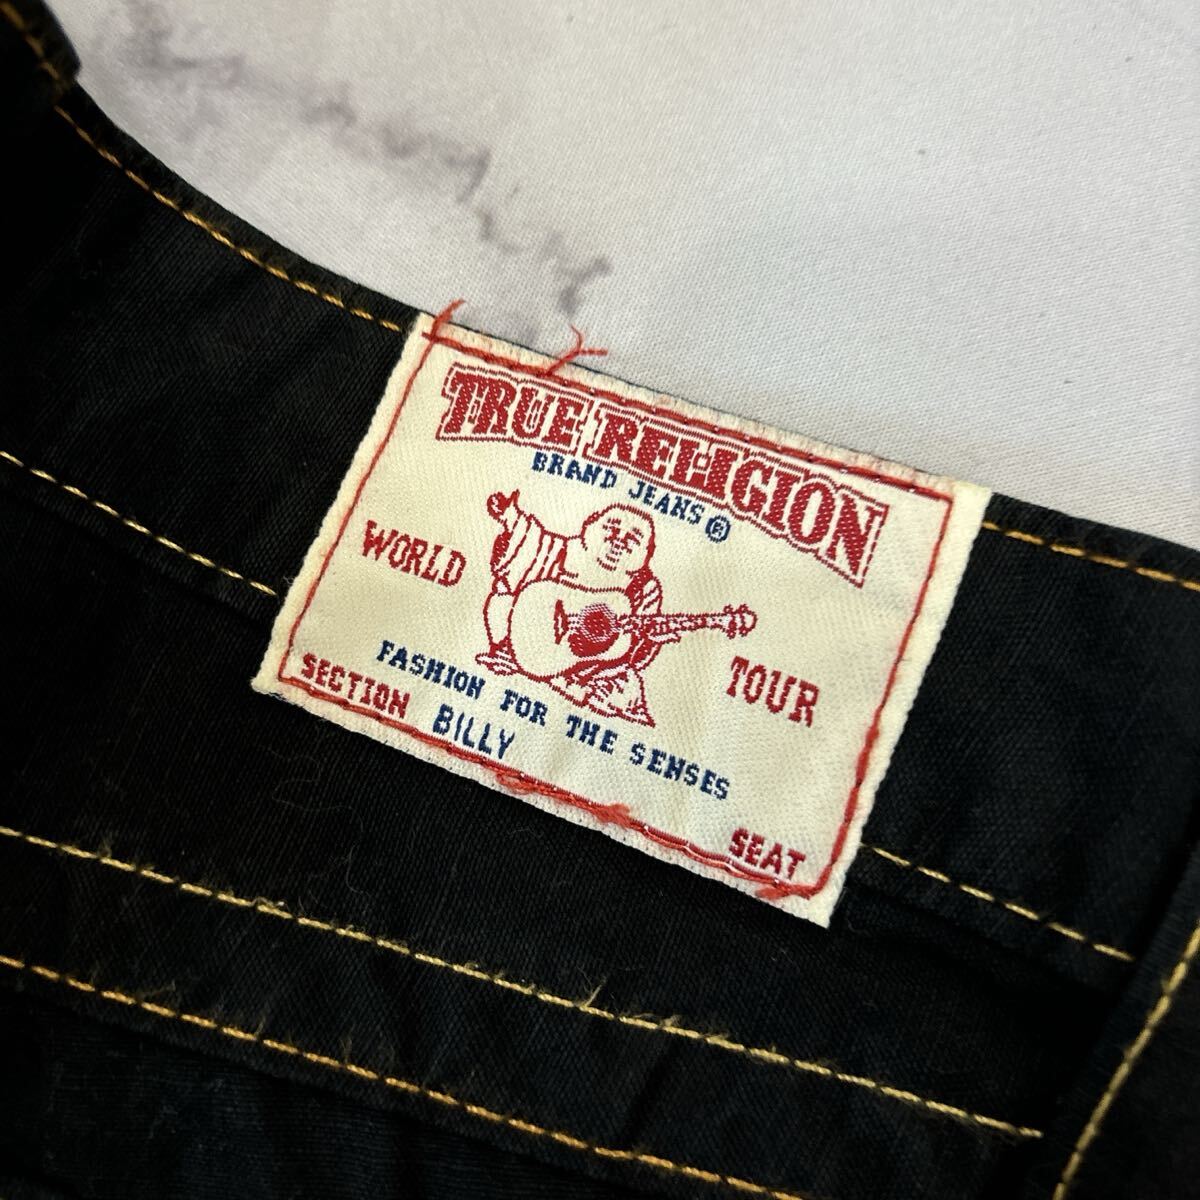 TRUE RELIGION
BRAND JEANS®
WORLD TOUR
FASHION FOR THE SENSES
SECTION BILLY
SEAT